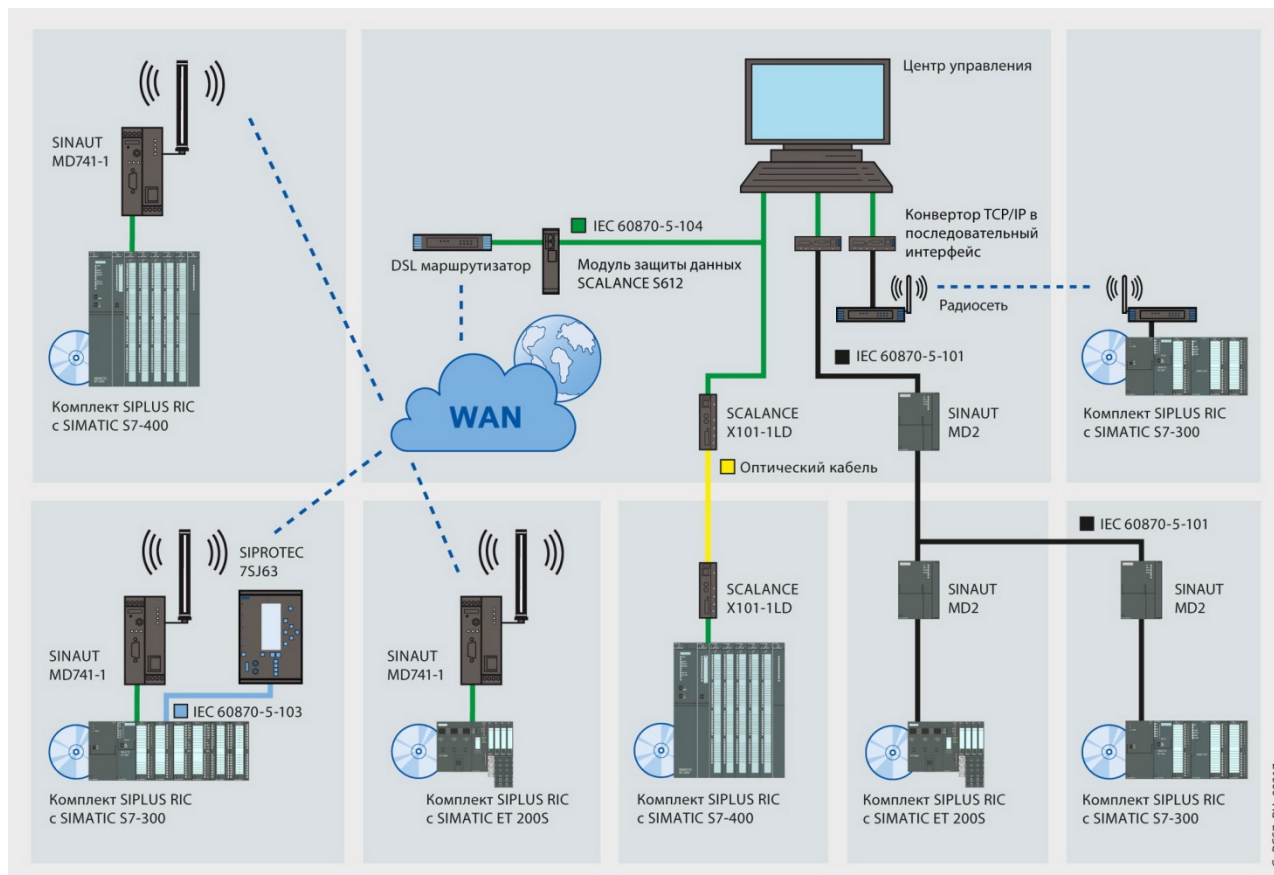 Центр управления
SINAUT
MD741-1
IEC 60870-5-104
Конвертор TCP/IP в
последовательный
интерфейс
DSL маршрутизатор
Модуль защиты данных
SCALANCE S612
Радиосеть
WAN
IEC 60870-5-101
Комплект SIPLUS RIC
с SIMATIC S7-400
SCALANCE
X101-1LD
SINAUT
MD2
Комплект SIPLUS RIC
с SIMATIC S7-300
Оптический кабель
IEC 60870-5-101
SIPROTEC
7SJ63
SINAUT
MD741-1
IEC 60870-5-103
Комплект SIPLUS RIC
с SIMATIC S7-300
SINAUT
MD741-1
Комплект SIPLUS RIC
с SIMATIC ET 200S
SCALANCE
X101-1LD
Комплект SIPLUS RIC
с SIMATIC S7-400
SINAUT
MD2
Комплект SIPLUS RIC
с SIMATIC ET 200S
SINAUT
MD2
Комплект SIPLUS RIC
с SIMATIC S7-300